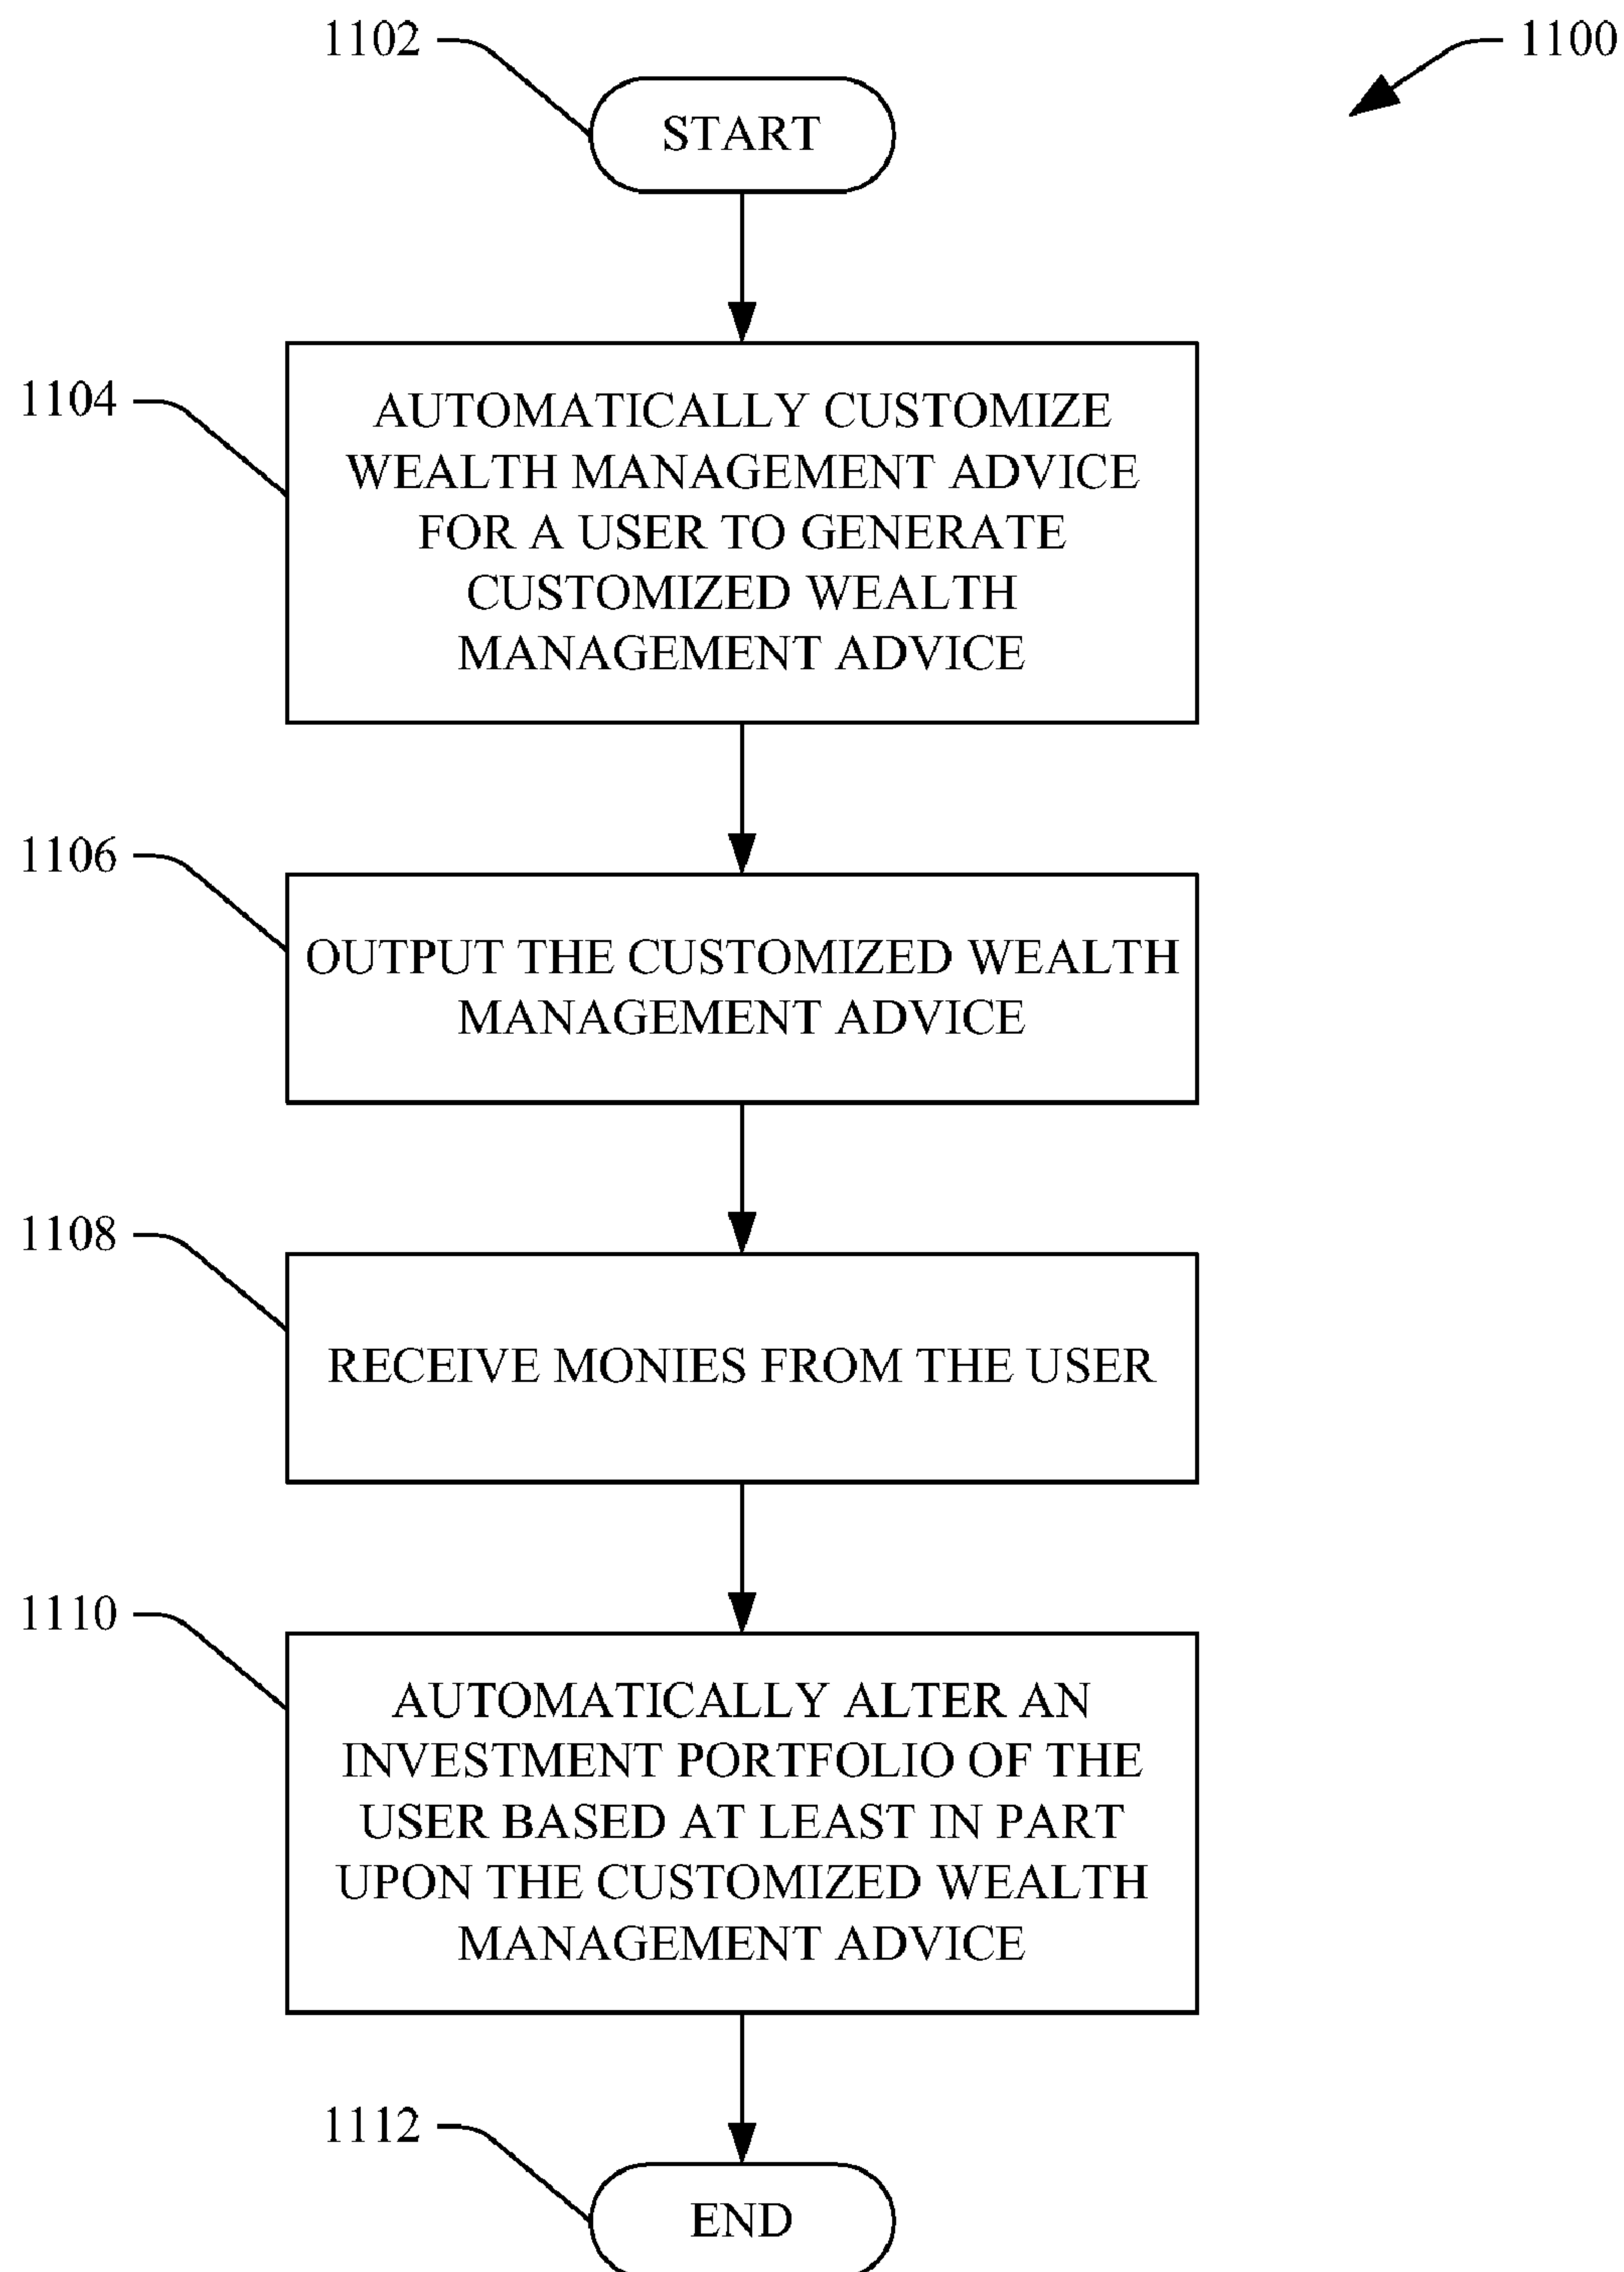 1102
1100
START
1104
AUTOMATICALLY CUSTOMIZE
WEALTH MANAGEMENT ADVICE
FOR A USER TO GENERATE
CUSTOMIZED WEALTH
MANAGEMENT ADVICE
1106
OUTPUT THE CUSTOMIZED WEALTH
MANAGEMENT ADVICE
1108
RECEIVE MONIES FROM THE USER
1110
AUTOMATICALLY ALTER AN
INVESTMENT PORTFOLIO OF THE
USER BASED AT LEAST IN PART
UPON THE CUSTOMIZED WEALTH
MANAGEMENT ADVICE
1112
END